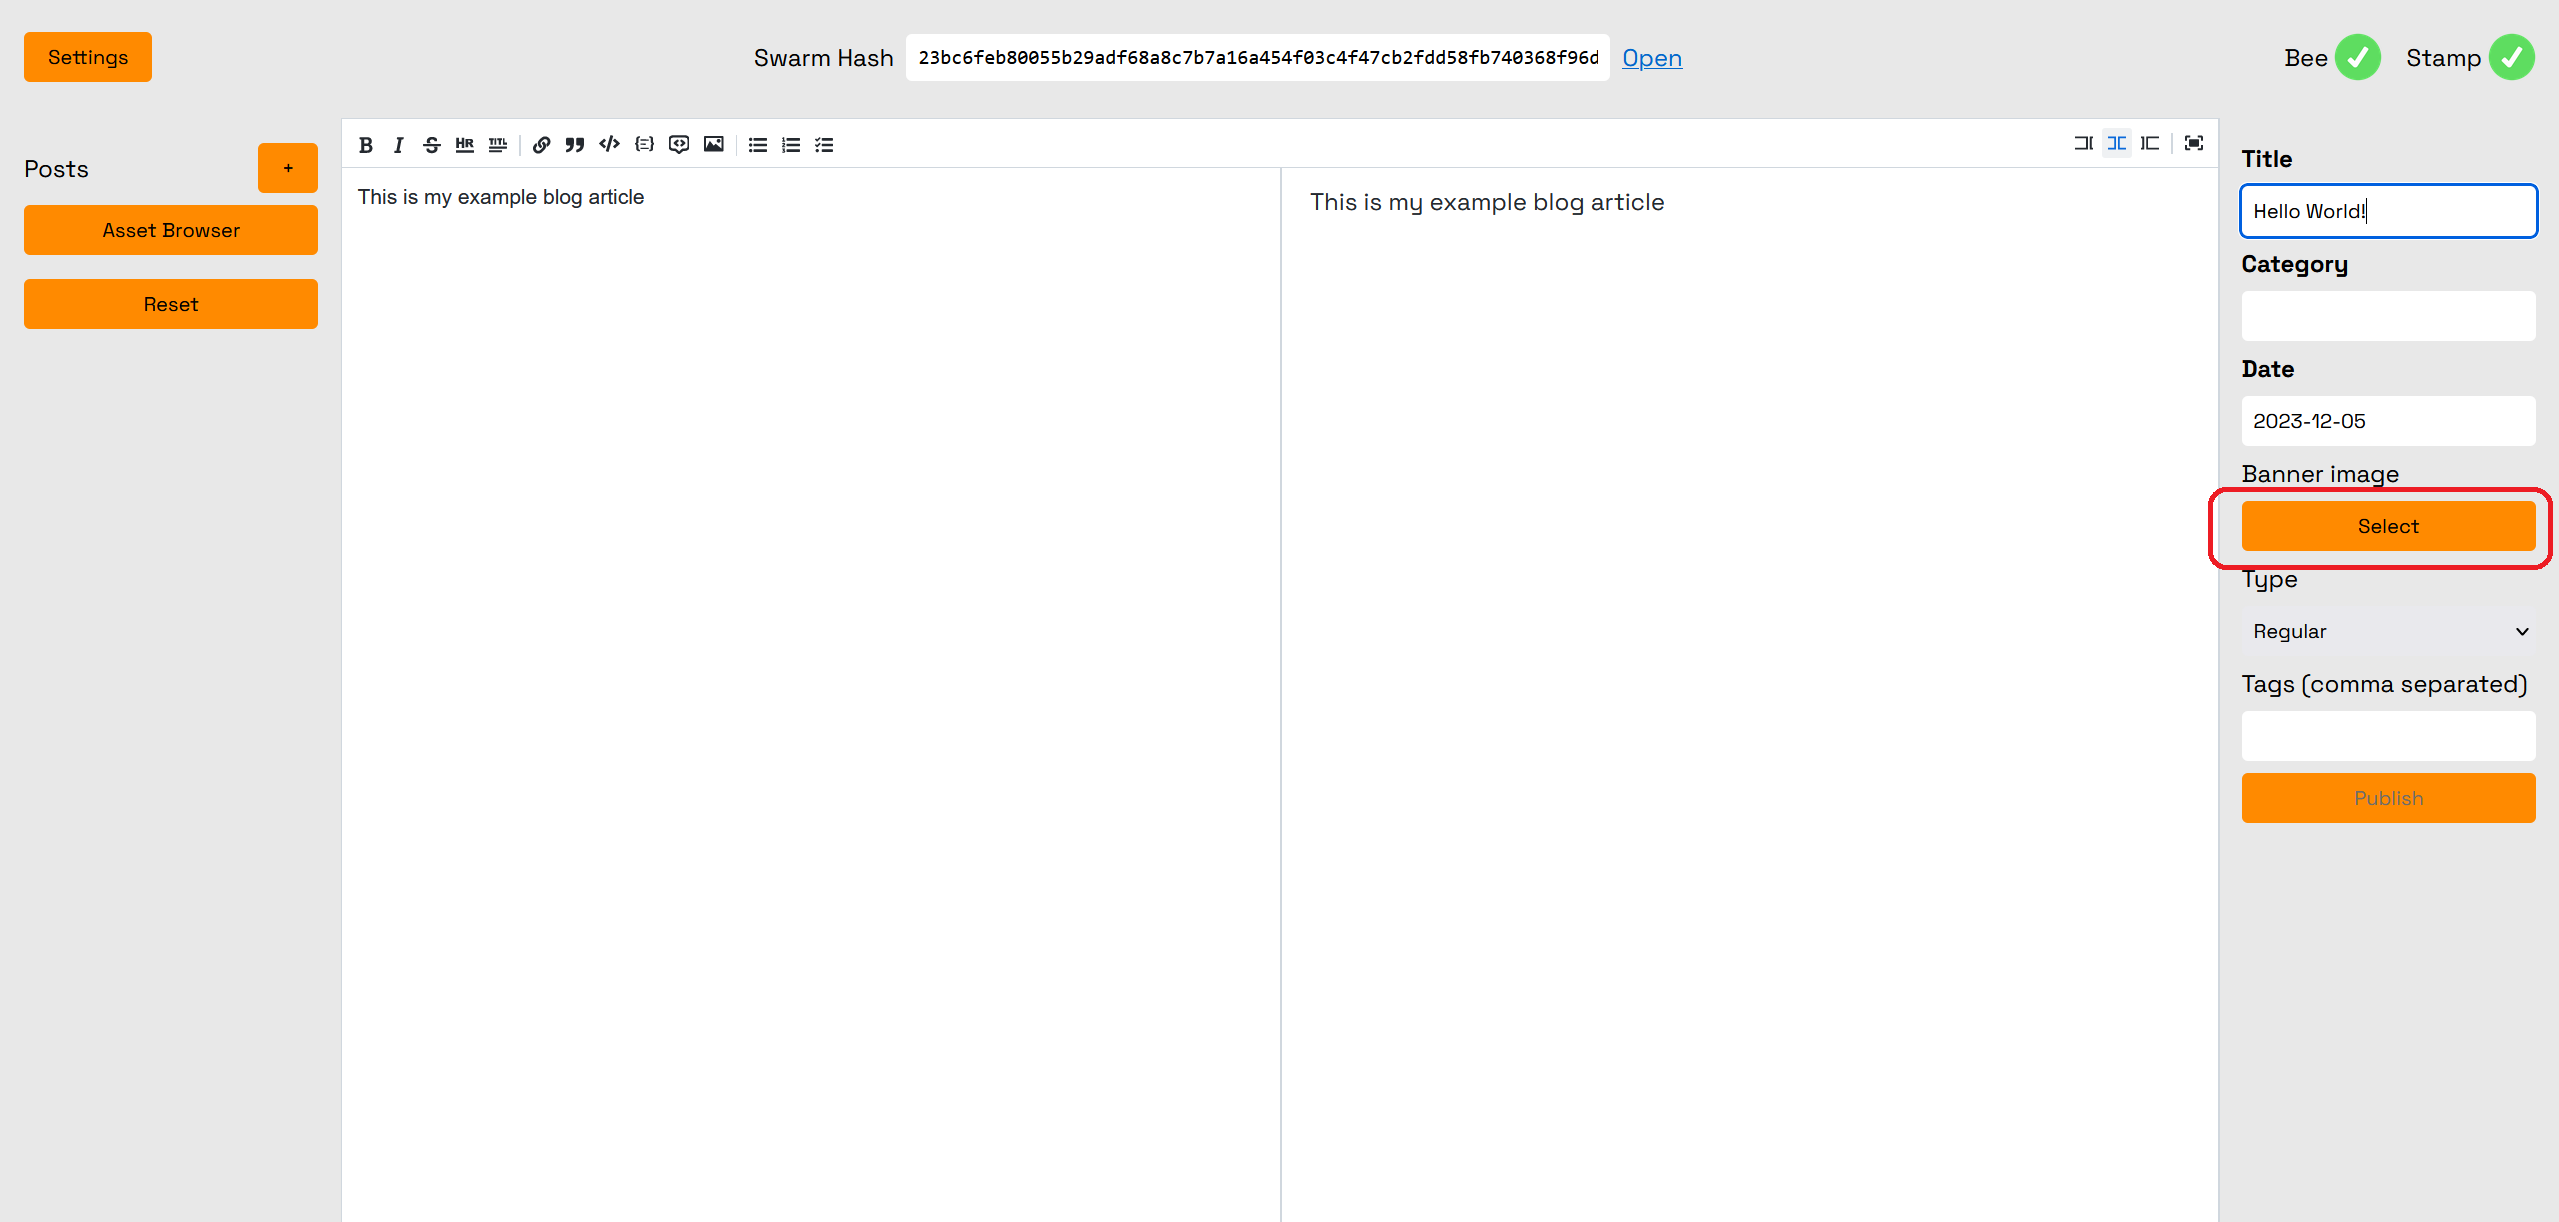 Settings
Swarm Hash 23bc6feb80055b29adf68a8c7b7a16a454f03c4f47cb2fdd58fb740368f96d Open
Bee Stamp
Posts +
Asset Browser
Reset
B I S HR TITL
This is my example blog article
This is my example blog article
Title
Hello World!
Category
Date
2023-12-05
Banner image
Select
Type
Regular
Tags (comma separated)
Publish